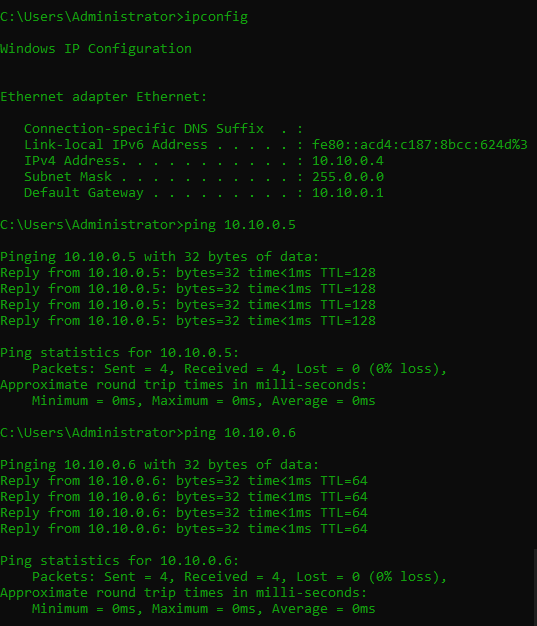 C:\Users\Administrator>ipconfig
Windows IP Configuration
Ethernet adapter Ethernet:
   Connection-specific DNS Suffix  . :
   Link-local IPv6 Address . . . . . : fe80::acd4:c187:8bcc:624d%3
   IPv4 Address. . . . . . . . . . . : 10.10.0.4
   Subnet Mask . . . . . . . . . . . : 255.0.0.0
   Default Gateway . . . . . . . . . : 10.10.0.1
C:\Users\Administrator>ping 10.10.0.5
Pinging 10.10.0.5 with 32 bytes of data:
Reply from 10.10.0.5: bytes=32 time<1ms TTL=128
Reply from 10.10.0.5: bytes=32 time<1ms TTL=128
Reply from 10.10.0.5: bytes=32 time<1ms TTL=128
Reply from 10.10.0.5: bytes=32 time<1ms TTL=128
Ping statistics for 10.10.0.5:
    Packets: Sent = 4, Received = 4, Lost = 0 (0% loss),
Approximate round trip times in milli-seconds:
    Minimum = 0ms, Maximum = 0ms, Average = 0ms
C:\Users\Administrator>ping 10.10.0.6
Pinging 10.10.0.6 with 32 bytes of data:
Reply from 10.10.0.6: bytes=32 time<1ms TTL=64
Reply from 10.10.0.6: bytes=32 time<1ms TTL=64
Reply from 10.10.0.6: bytes=32 time<1ms TTL=64
Reply from 10.10.0.6: bytes=32 time<1ms TTL=64
Ping statistics for 10.10.0.6:
    Packets: Sent = 4, Received = 4, Lost = 0 (0% loss),
Approximate round trip times in milli-seconds:
    Minimum = 0ms, Maximum = 0ms, Average = 0ms